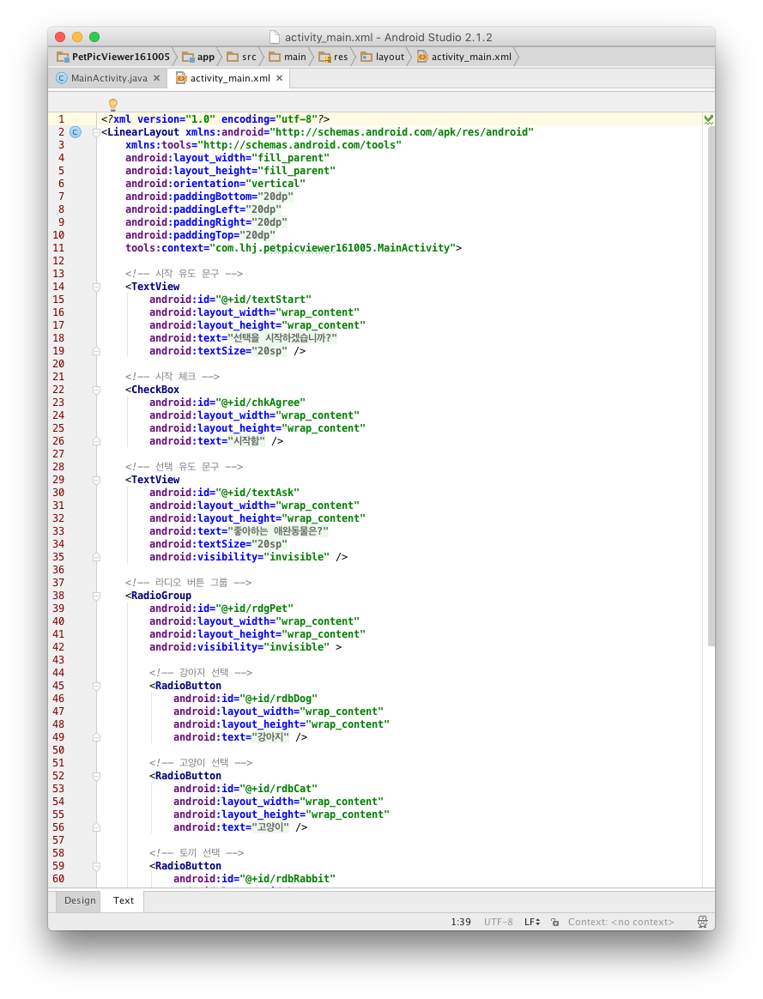 activity_main.xml - Android Studio 2.1.2
PetPicViewer161005 app src main res layout activity_main.xml
MainActivity.java activity_main.xml
1 <?xml version="1.0" encoding="utf-8"?>
2 <LinearLayout xmlns:android="http://schemas.android.com/apk/res/android"
3 xmlns:tools="http://schemas.android.com/tools"
4 android:layout_width="fill_parent"
5 android:layout_height="fill_parent"
6 android:orientation="vertical"
7 android:paddingBottom="20dp"
8 android:paddingLeft="20dp"
9 android:paddingRight="20dp"
10 android:paddingTop="20dp"
11 tools:context="com.lhj.petpicviewer161005.MainActivity">
12
13 <!-- 시작 유도 문구 -->
14 <TextView
15 android:id="@+id/textStart"
16 android:layout_width="wrap_content"
17 android:layout_height="wrap_content"
18 android:text="선택을 시작하겠습니까?"
19 android:textSize="20sp" />
20
21 <!-- 시작 체크 -->
22 <CheckBox
23 android:id="@+id/chkAgree"
24 android:layout_width="wrap_content"
25 android:layout_height="wrap_content"
26 android:text="시작함" />
27
28 <!-- 선택 유도 문구 -->
29 <TextView
30 android:id="@+id/textAsk"
31 android:layout_width="wrap_content"
32 android:layout_height="wrap_content"
33 android:text="좋아하는 애완동물은?"
34 android:textSize="20sp"
35 android:visibility="invisible" />
36
37 <!-- 라디오 버튼 그룹 -->
38 <RadioGroup
39 android:id="@+id/rdgPet"
40 android:layout_width="wrap_content"
41 android:layout_height="wrap_content"
42 android:visibility="invisible" >
43
44 <!-- 강아지 선택 -->
45 <RadioButton
46 android:id="@+id/rdbDog"
47 android:layout_width="wrap_content"
48 android:layout_height="wrap_content"
49 android:text="강아지" />
50
51 <!-- 고양이 선택 -->
52 <RadioButton
53 android:id="@+id/rdbCat"
54 android:layout_width="wrap_content"
55 android:layout_height="wrap_content"
56 android:text="고양이" />
57
58 <!-- 토끼 선택 -->
59 <RadioButton
60 android:id="@+id/rdbRabbit"
Design Text
1:39 UTF-8 LF Context: <no context>